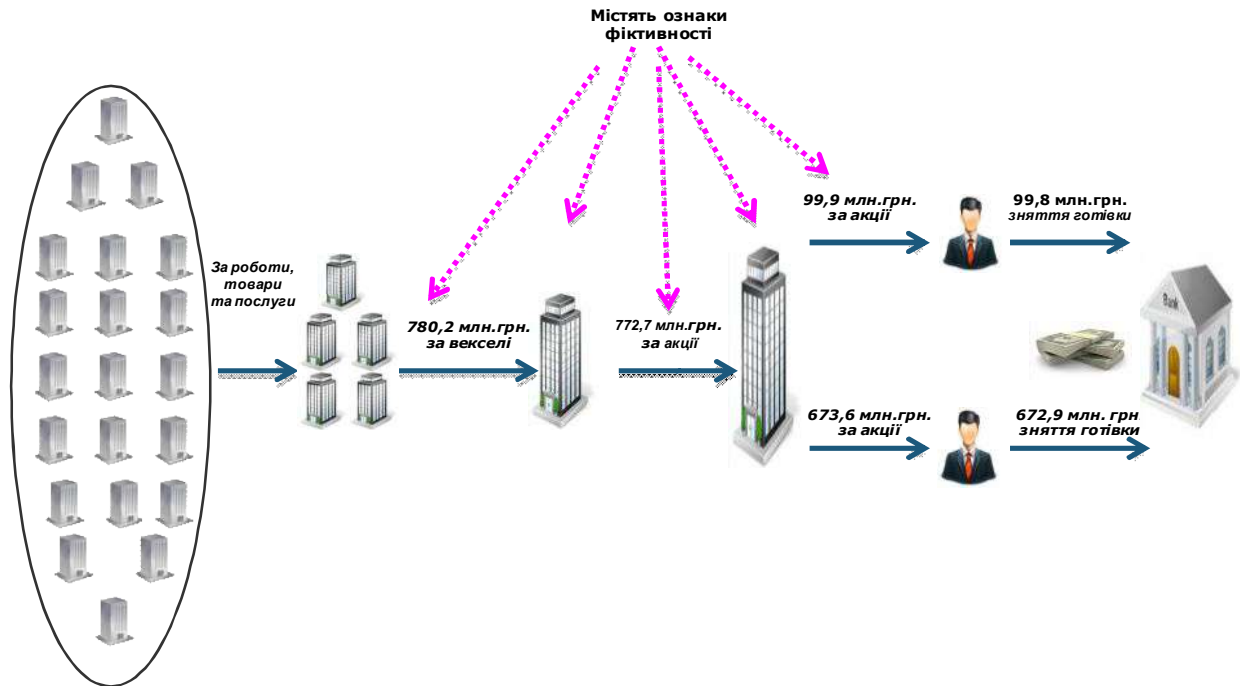 Містять ознаки
фіктивності
99,9 млн.грн.
за акції
99,8 млн.грн.
зняття готівки
За роботи,
товари
та послуги
780,2 млн.грн.
за векселі
772,7 млн.грн.
за акції
Bank
673,6 млн.грн.
за акції
672,9 млн. грн
зняття готівки